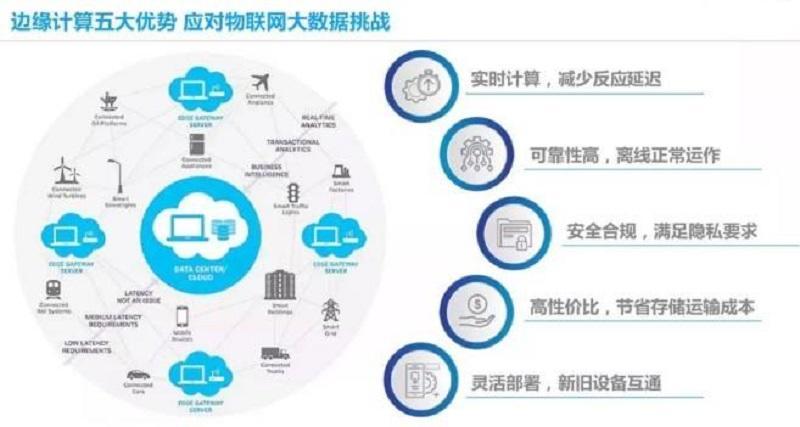 边缘计算五大优势 应对物联网大数据挑战
EDGE GATEWAY
SERVER
Connected
Airplanes
Connected
Oil Platforms
REAL-TIME
ANALYTICS
TRANSACTIONAL
ANALYTICS
Connected
Appliances
BUSINESS
INTELLIGENCE
Connected
Wind Turbines
Smart
Streetlights
Smart
Factories
Smart Traffic
Lights
EDGE GATEWAY
SERVER
DATA CENTER/
CLOUD
EDGE GATEWAY
SERVER
LATENCY
NOT AN ISSUE
Connected
Rail Systems
MEDIUM LATENCY
REQUIREMENTS
Smart
Buildings
Smart
Grid
Mobile
Devices
LOW LATENCY
REQUIREMENTS
Connected
Trucks
Connected
Cars
EDGE GATEWAY
SERVER
实时计算，减少反应延迟
可靠性高，离线正常运作
安全合规，满足隐私要求
高性价比，节省存储运输成本
灵活部署，新旧设备互通